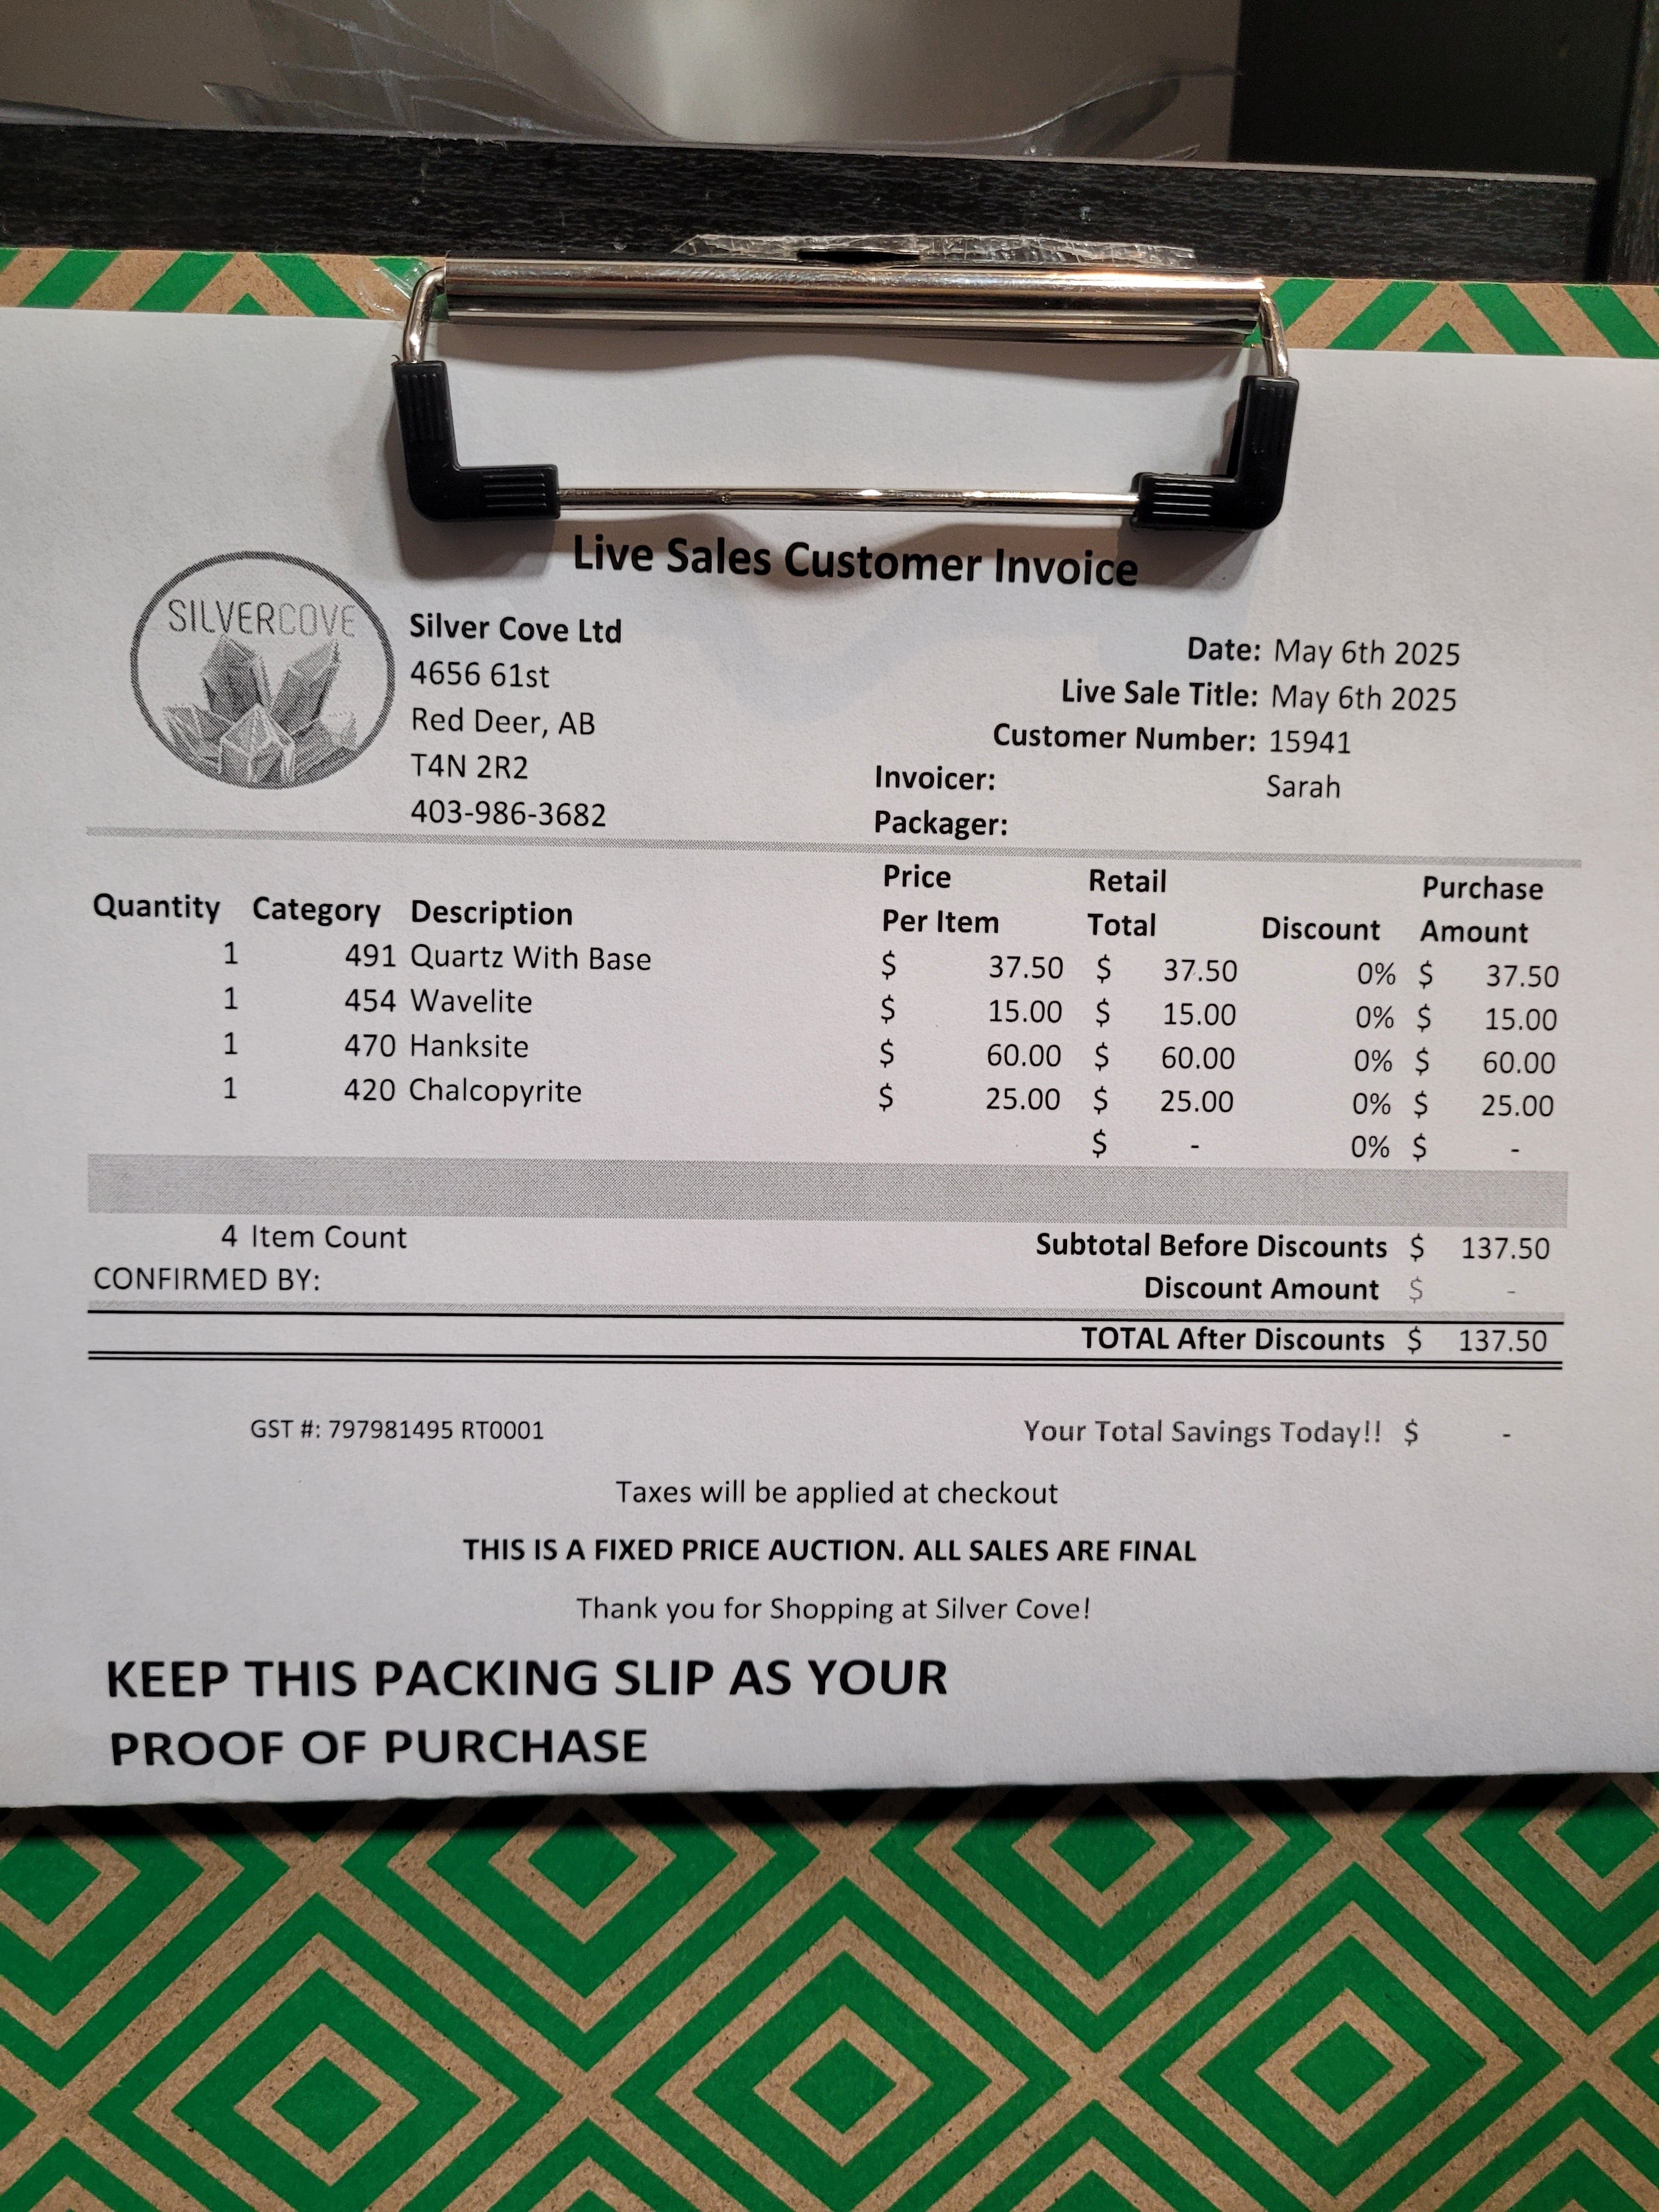 Live Sales Customer Invoice
SILVERCOVE
Silver Cove Ltd
4656 61st
Red Deer, AB
T4N 2R2
403-986-3682
Date: May 6th 2025
Live Sale Title: May 6th 2025
Customer Number: 15941
Invoicer: Sarah
Packager:
Quantity Category Description Price Per Item Retail Total Discount Purchase Amount
1 491 Quartz With Base $ 37.50 $ 37.50 0% $ 37.50
1 454 Wavelite $ 15.00 $ 15.00 0% $ 15.00
1 470 Hanksite $ 60.00 $ 60.00 0% $ 60.00
1 420 Chalcopyrite $ 25.00 $ 25.00 0% $ 25.00
$ - 0% $ -
4 Item Count Subtotal Before Discounts $ 137.50
CONFIRMED BY: Discount Amount $ -
TOTAL After Discounts $ 137.50
GST #: 797981495 RT0001 Your Total Savings Today!! $ -
Taxes will be applied at checkout
THIS IS A FIXED PRICE AUCTION. ALL SALES ARE FINAL
Thank you for Shopping at Silver Cove!
KEEP THIS PACKING SLIP AS YOUR
PROOF OF PURCHASE